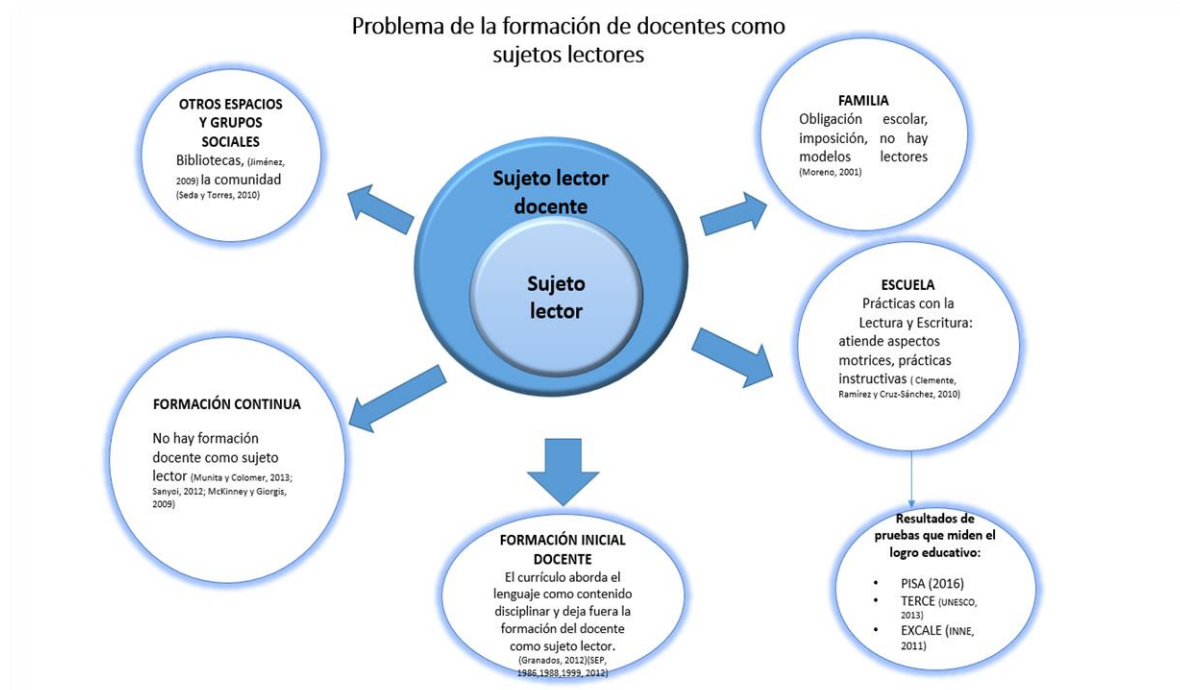 Problema de la formación de docentes como
sujetos lectores
OTROS ESPACIOS
Y GRUPOS
SOCIALES
Bibliotecas, (Jiménez,
2009) la comunidad
(Seda y Torres, 2010)
Sujeto lector
docente
Sujeto
lector
FAMILIA
Obligación escolar,
imposición, no hay
modelos lectores
(Moreno, 2001)
ESCUELA
Prácticas con la
Lectura y Escritura:
atiende aspectos
motrices, prácticas
instructivas ( Clemente,
Ramírez y Cruz-Sánchez, 2010)
FORMACIÓN CONTINUA
No hay formación
docente como sujeto
lector (Munita y Colomer, 2013;
Sanyoi, 2012; McKinney y Giorgis,
2009)
FORMACIÓN INICIAL
DOCENTE
El currículo aborda el
lenguaje como contenido
disciplinar y deja fuera la
formación del docente
como sujeto lector.
(Granados, 2012)(SEP,
1986,1988,1999, 2012)
Resultados de
pruebas que miden el
logro educativo:
• PISA (2016)
• TERCE (UNESCO,
2013)
• EXCALE (INNE,
2011)